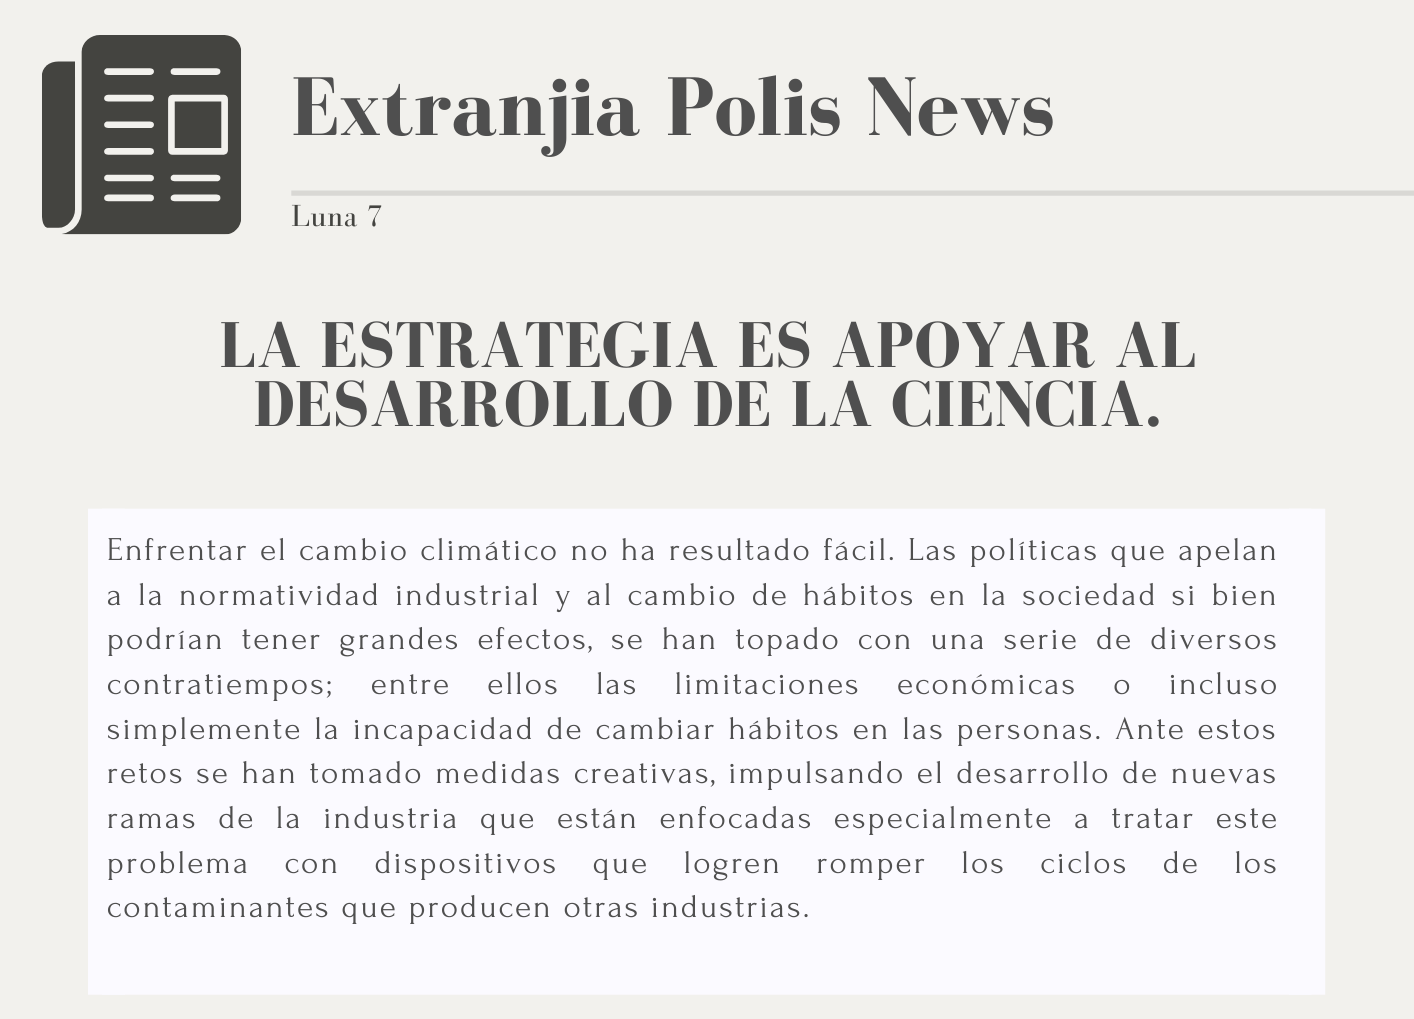 Extranjia Polis News
Luna 7
LA ESTRATEGIA ES APOYAR AL
DESARROLLO DE LA CIENCIA.
Enfrentar el cambio climático no ha resultado fácil. Las políticas que apelan
a la normatividad industrial y al cambio de hábitos en la sociedad si bien
podrían tener grandes efectos, se han topado con una serie de diversos
contratiempos; entre ellos las limitaciones económicas o incluso
simplemente la incapacidad de cambiar hábitos en las personas. Ante estos
retos se han tomado medidas creativas, impulsando el desarrollo de nuevas
ramas de la industria que están enfocadas especialmente a tratar este
problema con dispositivos que logren romper los ciclos de los
contaminantes que producen otras industrias.